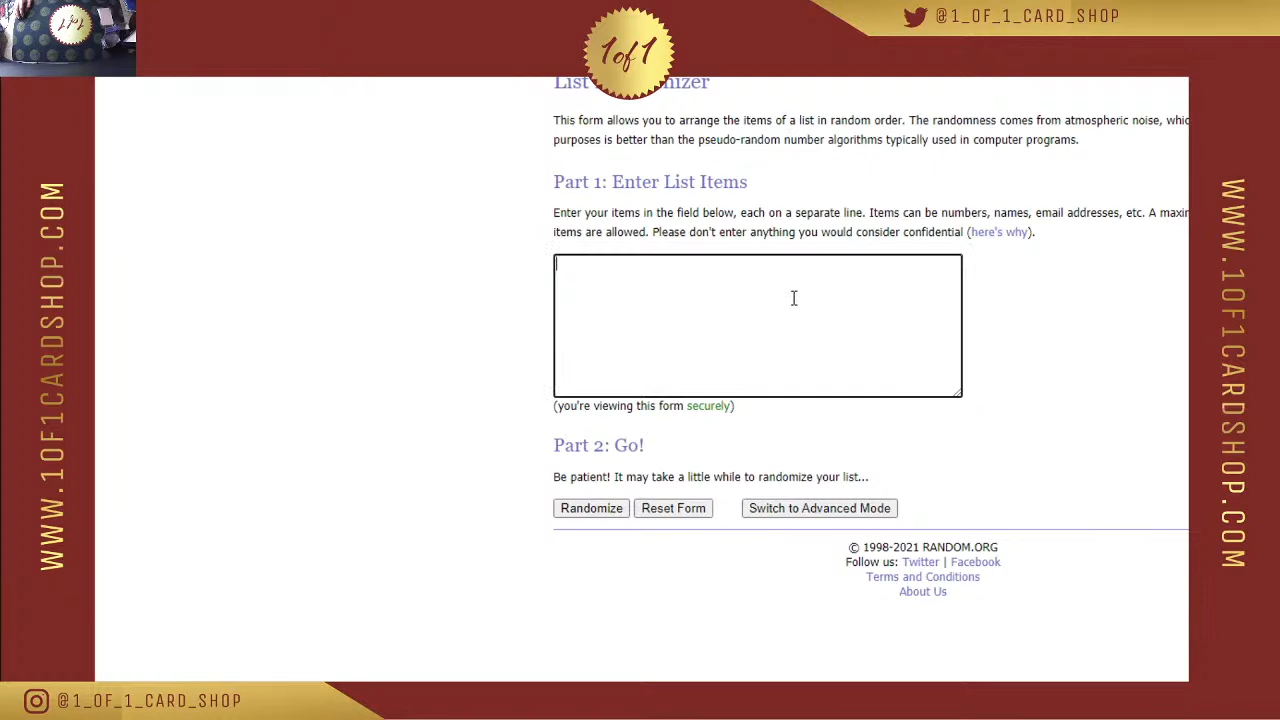 1of1
@1_OF_1_CARD_SHOP
1of1
List
nizer
This form allows you to arrange the items of a list in random order. The randomness comes from atmospheric noise,
purposes is better than the pseudo-random number algorithms typically used in computer programs.
Part 1: Enter List Items
Enter your items in the field below, each on a separate line. Items can be numbers, names, email addresses, etc. A
items are allowed. Please don't enter anything you would consider confidential (here's why).
(you're viewing this form securely)
Part 2: Go!
Be patient! It may take a little while to randomize your list...
Randomize Reset Form Switch to Advanced Mode
© 1998-2021 RANDOM.ORG
Follow us: Twitter | Facebook
Terms and Conditions
About Us
WWW.1OF1CARDSHOP.COM
WWW.1OF1CARDSHOP.COM
@1_OF_1_CARD_SHOP